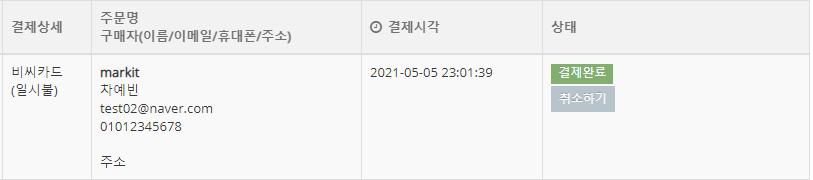 결제상세
주문명
구매자(이름/이메일/휴대폰/주소)
결제시각
상태
비씨카드
(일시불)
markit
차예빈
test02@naver.com
01012345678
주소
2021-05-05 23:01:39
결제완료
취소하기